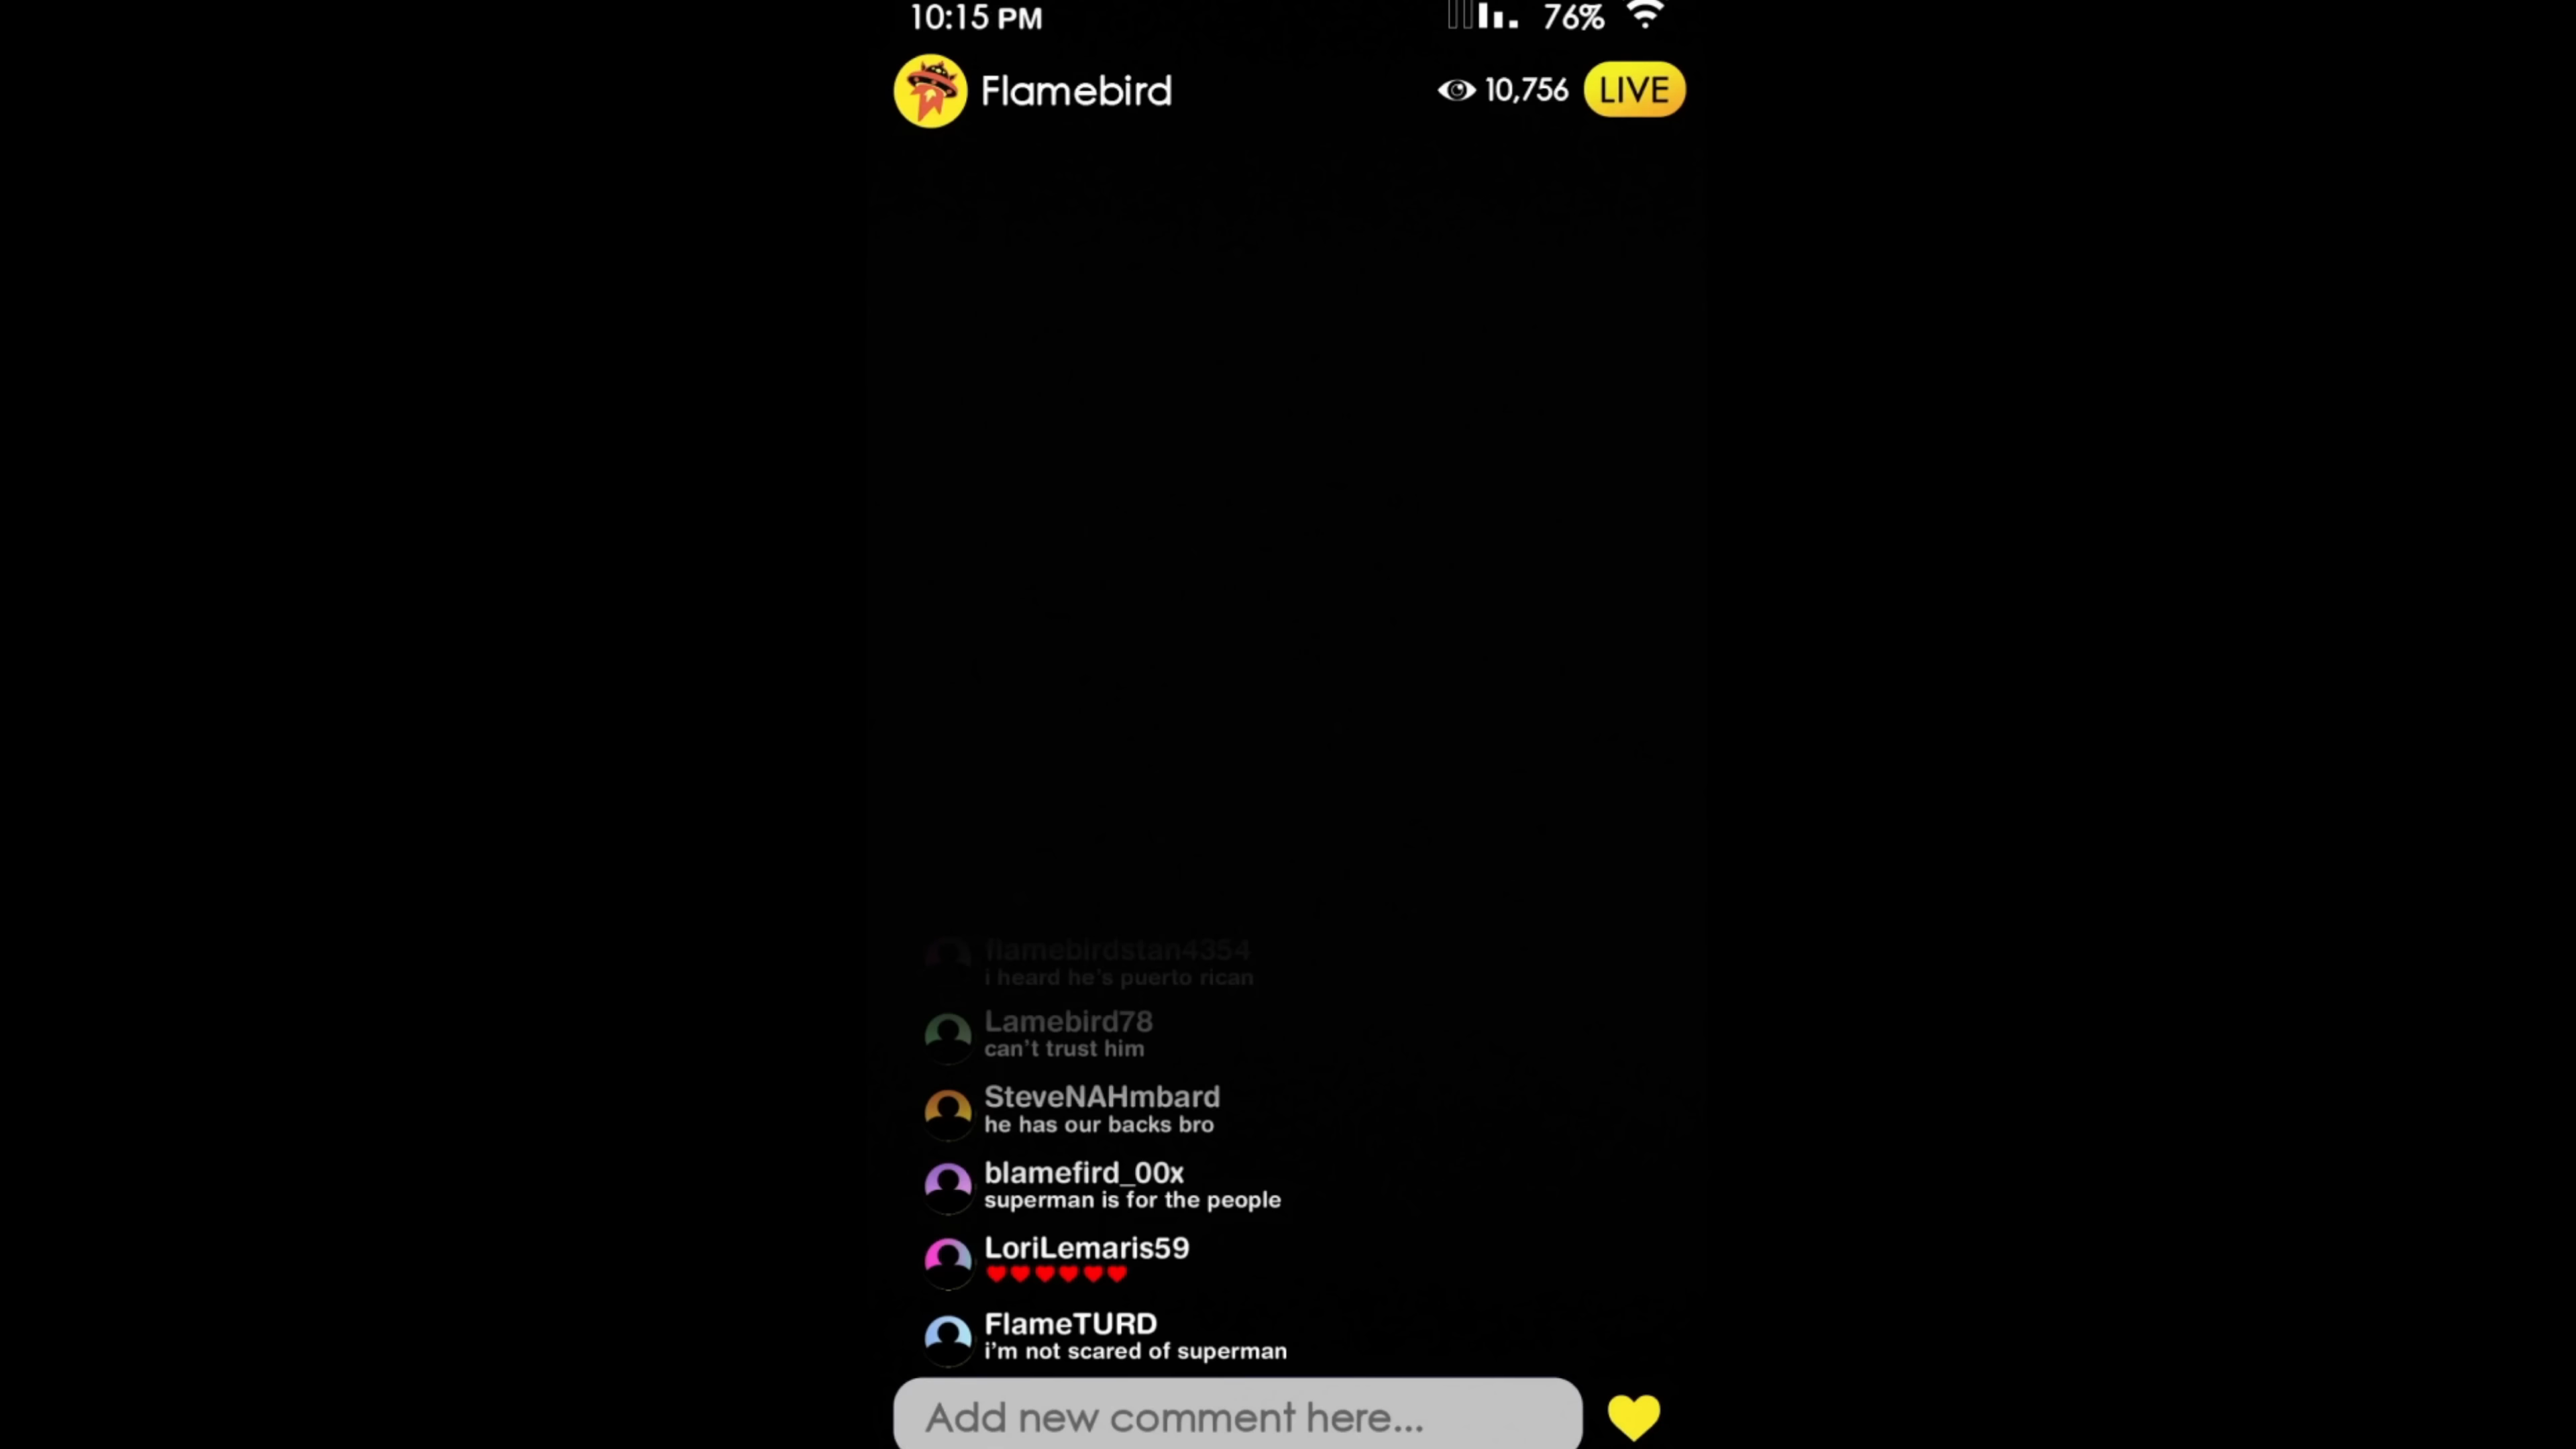 10:15 PM
76%
Flamebird
10,756
LIVE
flamebirdstan4354
i heard he's puerto rican
Lamebird78
can't trust him
SteveNAHmbard
he has our backs bro
blamefird_00x
superman is for the people
LoriLemaris59
♥♥♥♥♥♥
FlameTURD
i'm not scared of superman
Add new comment here...